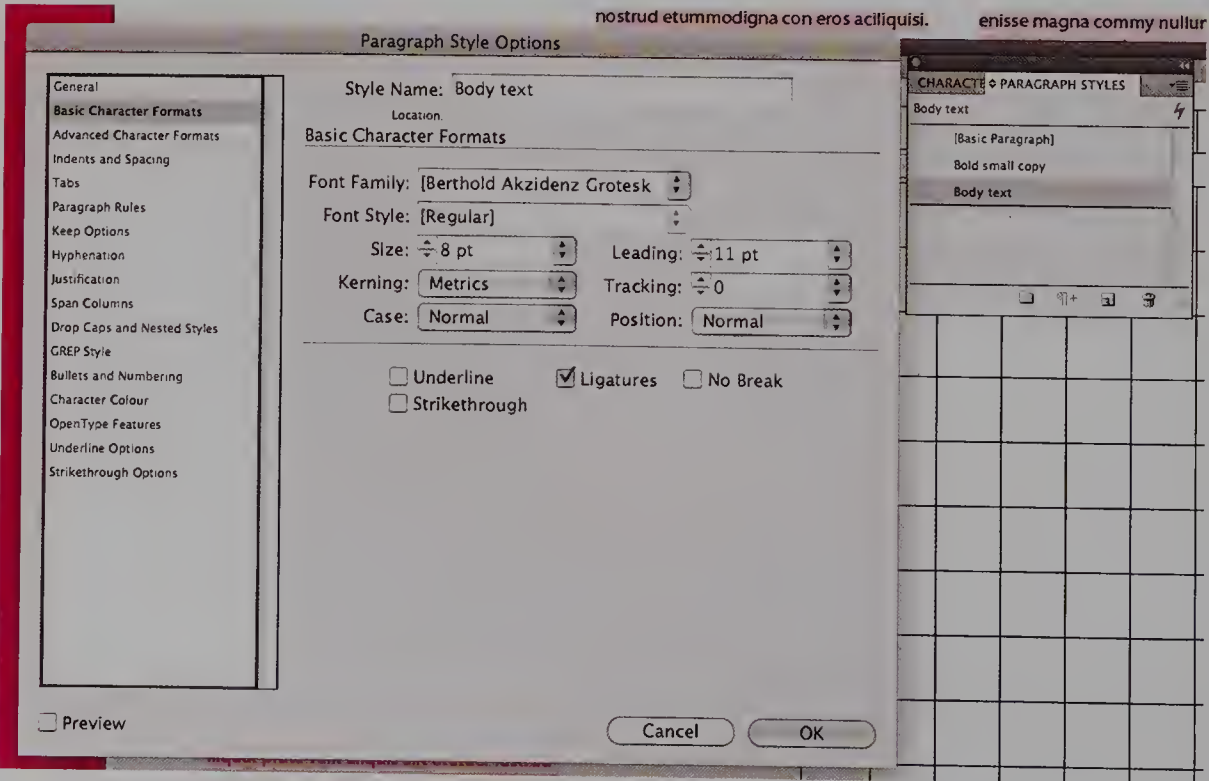 nostrud etummodigna con eros aciliquisi.
enisse magna commy nullur
Paragraph Style Options
General
Basic Character Formats
Advanced Character Formats
Indents and Spacing
Tabs
Paragraph Rules
Keep Options
Hyphenation
Justification
Span Columns
Drop Caps and Nested Styles
GREP Style
Bullets and Numbering
Character Colour
OpenType Features
Underline Options
Strikethrough Options
Style Name: Body text
Location:
Basic Character Formats
Font Family: [Berthold Akzidenz Grotesk
Font Style: [Regular]
Size: 8 pt
Leading: 11 pt
Kerning: Metrics
Tracking: 0
Case: Normal
Position: Normal
Underline
Ligatures
No Break
Strikethrough
Preview
Cancel
OK
CHARACTE PARAGRAPH STYLES
Body text
[Basic Paragraph]
Bold small copy
Body text